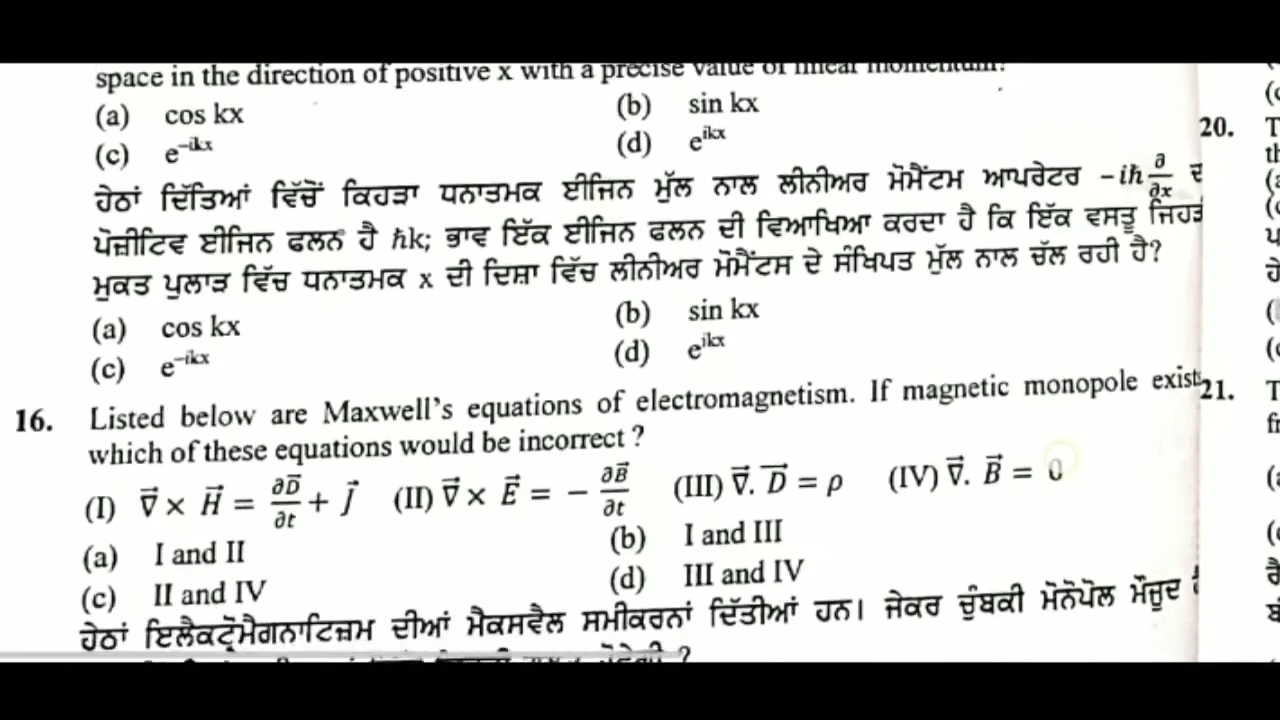 space in the direction of positive x with a precise value of linear momentum?
(a) cos kx (b) sin kx
(c) e^{-ikx} (d) e^{ikx}
ਹੇਠਾਂ ਦਿੱਤਿਆਂ ਵਿੱਚੋਂ ਕਿਹੜਾ ਧਨਾਤਮਕ ਈਜਿਨ ਮੁੱਲ ਨਾਲ ਲੀਨੀਅਰ ਮੋਮੈਂਟਮ ਆਪਰੇਟਰ −iħ ∂/∂x ਦ
ਪੋਜ਼ੀਟਿਵ ਈਜਿਨ ਫਲਨ ਹੈ ħk; ਭਾਵ ਇੱਕ ਈਜਿਨ ਫਲਨ ਦੀ ਵਿਆਖਿਆ ਕਰਦਾ ਹੈ ਕਿ ਇੱਕ ਵਸਤੂ ਜਿਹੜ
ਮੁਕਤ ਪੁਲਾੜ ਵਿੱਚ ਧਨਾਤਮਕ x ਦੀ ਦਿਸ਼ਾ ਵਿੱਚ ਲੀਨੀਅਰ ਮੋਮੈਂਟਸ ਦੇ ਸੰਖਿਪਤ ਮੁੱਲ ਨਾਲ ਚੱਲ ਰਹੀ ਹੈ?
(a) cos kx (b) sin kx
(c) e^{-ikx} (d) e^{ikx}
16. Listed below are Maxwell's equations of electromagnetism. If magnetic monopole exists
which of these equations would be incorrect ?
(I) ∇⃗ × H⃗ = ∂D⃗/∂t + J⃗ (II) ∇⃗ × E⃗ = − ∂B⃗/∂t (III) ∇⃗. D⃗ = ρ (IV) ∇⃗. B⃗ = 0
(a) I and II (b) I and III
(c) II and IV (d) III and IV
ਹੇਠਾਂ ਇਲੈਕਟ੍ਰੋਮੈਗਨਾਟਿਜ਼ਮ ਦੀਆਂ ਮੈਕਸਵੈਲ ਸਮੀਕਰਨਾਂ ਦਿੱਤੀਆਂ ਹਨ। ਜੇਕਰ ਚੁੰਬਕੀ ਮੋਨੋਪੋਲ ਮੌਜੂਦ
20. T
21. T